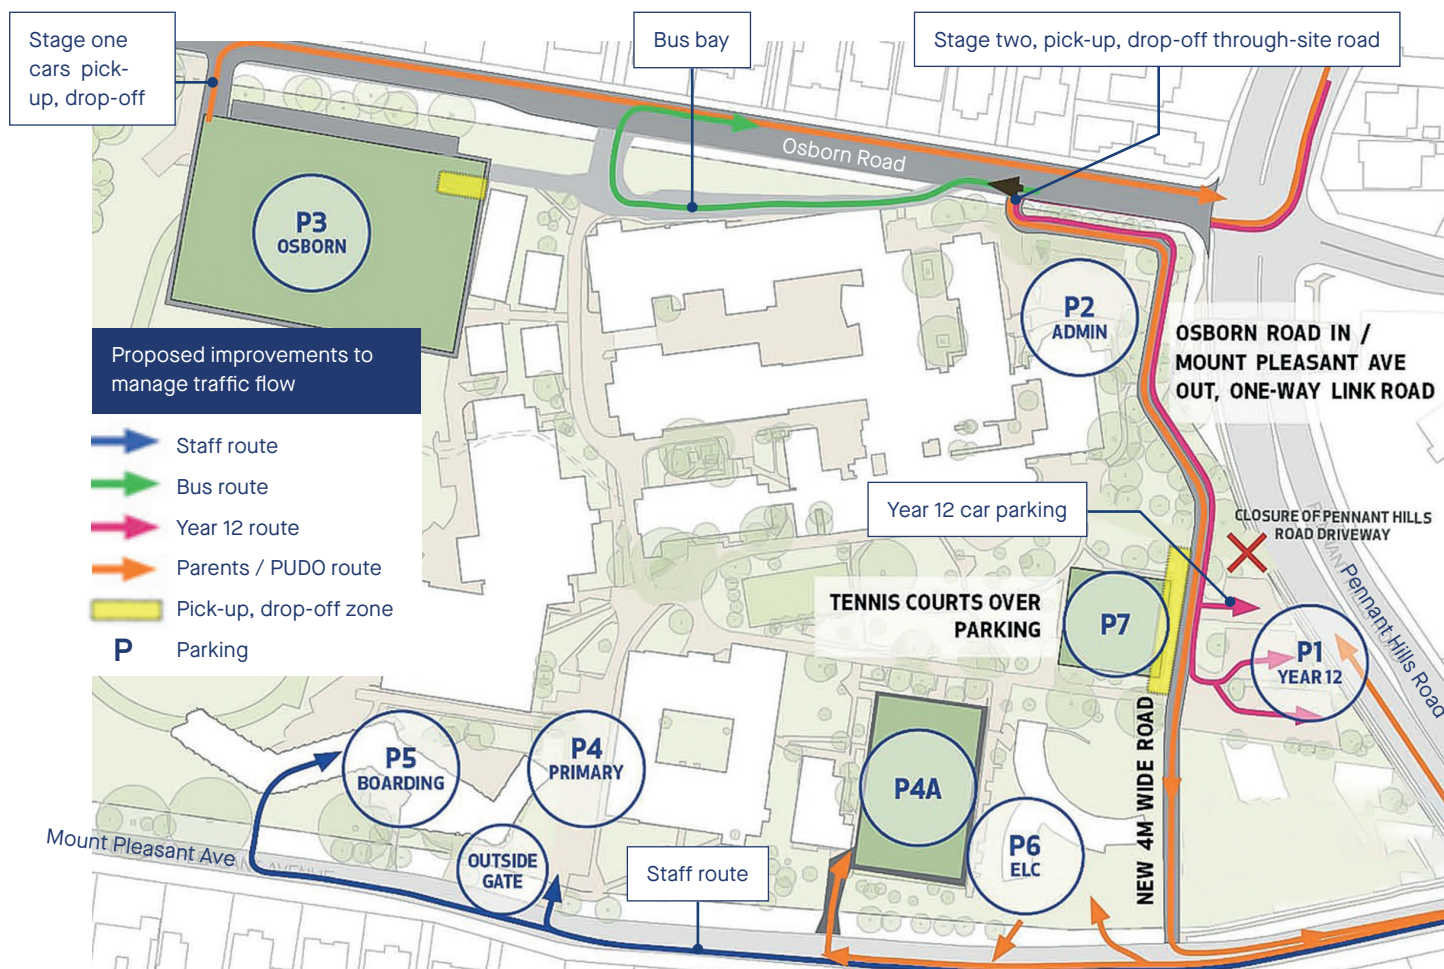 Stage one
cars pick-
up, drop-off
Bus bay
Stage two, pick-up, drop-off through-site road
Osborn Road
P3
OSBORN
P2
ADMIN
OSBORN ROAD IN /
MOUNT PLEASANT AVE
OUT, ONE-WAY LINK ROAD
Proposed improvements to
manage traffic flow
Staff route
Bus route
Year 12 route
Parents / PUDO route
Pick-up, drop-off zone
P
Parking
Year 12 car parking
CLOSURE OF PENNANT HILLS
ROAD DRIVEWAY
Pennant Hills Road
TENNIS COURTS OVER
PARKING
P7
P1
YEAR 12
NEW 4M WIDE ROAD
P5
BOARDING
P4
PRIMARY
P4A
P6
ELC
Mount Pleasant Ave
OUTSIDE
GATE
Staff route